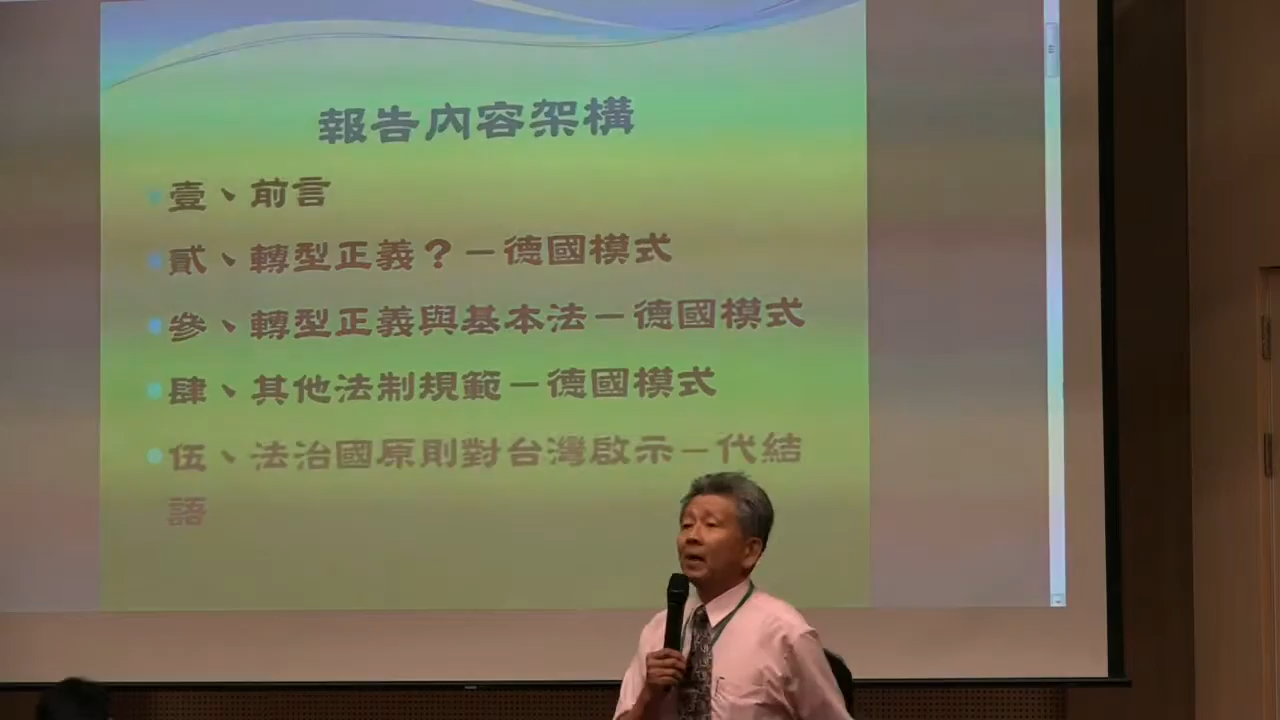 報告內容架構
壹、前言
貳、轉型正義？－德國模式
參、轉型正義與基本法－德國模式
肆、其他法制規範－德國模式
伍、法治國原則對台灣啟示－代結
語